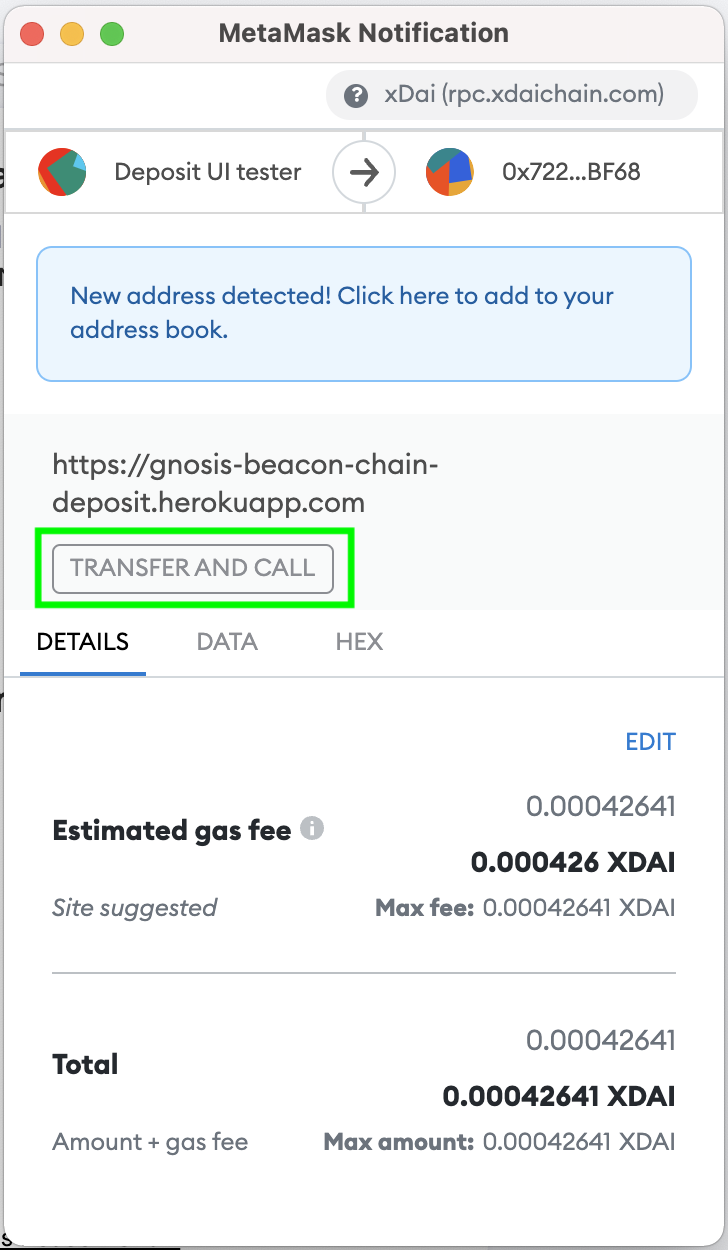 MetaMask Notification
? xDai (rpc.xdaichain.com)
Deposit UI tester 0x722...BF68
New address detected! Click here to add to your
address book.
https://gnosis-beacon-chain-
deposit.herokuapp.com
TRANSFER AND CALL
DETAILS DATA HEX
EDIT
0.00042641
Estimated gas fee i
0.000426 XDAI
Site suggested Max fee: 0.00042641 XDAI
0.00042641
Total
0.00042641 XDAI
Amount + gas fee Max amount: 0.00042641 XDAI